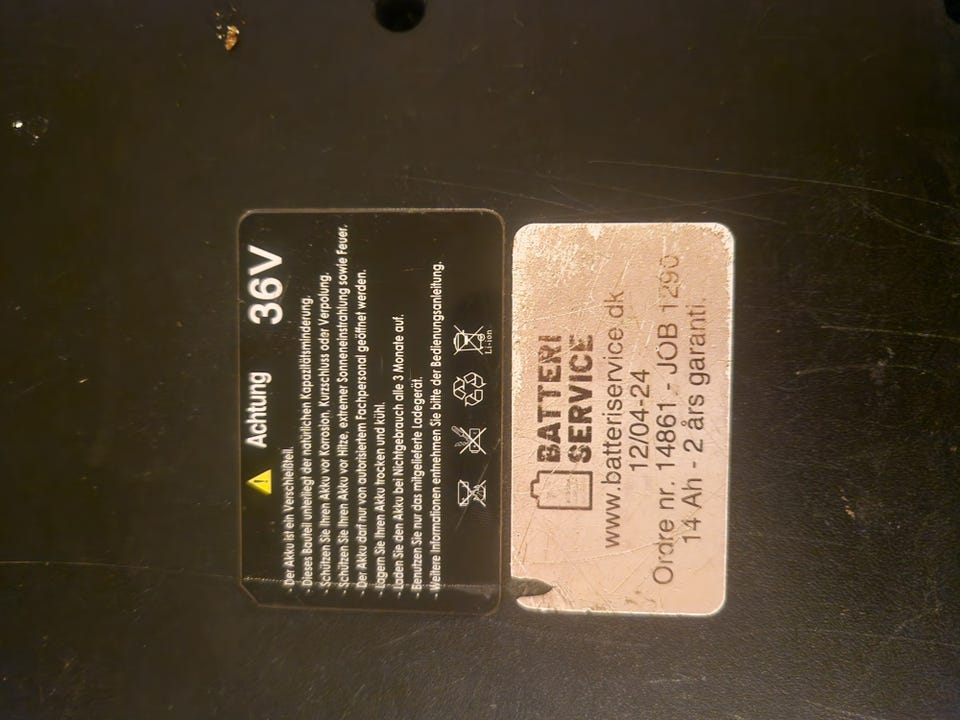 Achtung 36V
- Der Akku ist ein Verschleißteil.
- Dieses Bauteil unterliegt der natürlichen Kapazitätsminderung.
- Schützen Sie Ihren Akku vor Korrosion, Kurzschluss oder Verpolung.
- Schützen Sie Ihren Akku vor Hitze, extremer Sonneneinstrahlung sowie Feuer.
- Der Akku darf nur von autorisiertem Fachpersonal geöffnet werden.
- Lagern Sie Ihren Akku trocken und kühl.
- Laden Sie den Akku bei Nichtgebrauch alle 3 Monate auf.
- Benutzen Sie nur das mitgelieferte Ladegerät.
- Weitere Informationen entnehmen Sie bitte der Bedienungsanleitung.
Li-ion
BATTERI
SERVICE
www.batteriservice.dk
12/04-24
Ordre nr. 14861 - JOB 1290
14 Ah - 2 års garanti.